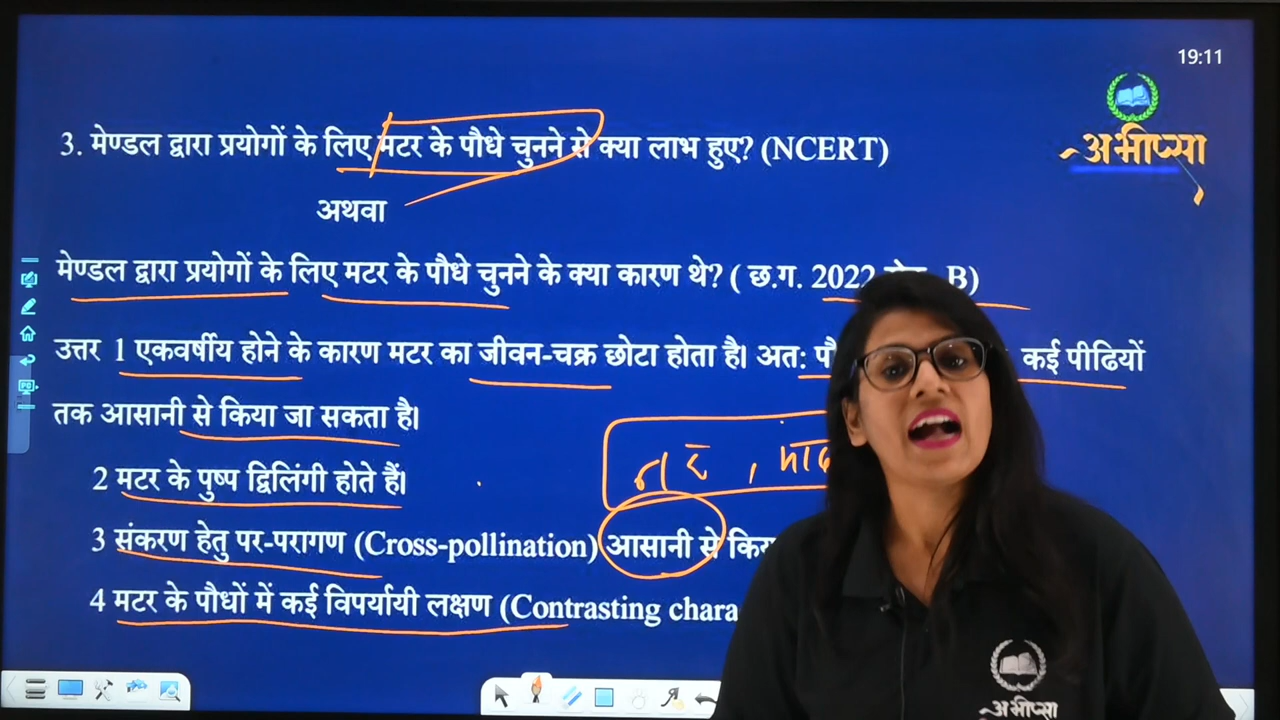 19:11
अभीप्सा
3. मेण्डल द्वारा प्रयोगों के लिए मटर के पौधे चुनने से क्या लाभ हुए? (NCERT)
अथवा
मेण्डल द्वारा प्रयोगों के लिए मटर के पौधे चुनने के क्या कारण थे? ( छ.ग. 2022 B)
उत्तर 1 एकवर्षीय होने के कारण मटर का जीवन-चक्र छोटा होता है। अत: कई पीढियों
तक आसानी से किया जा सकता है।
नर ,
2 मटर के पुष्प द्विलिंगी होते हैं।
3 संकरण हेतु पर-परागण (Cross-pollination) आसानी से
4 मटर के पौधों में कई विपर्यायी लक्षण (Contrasting
अभीप्सा